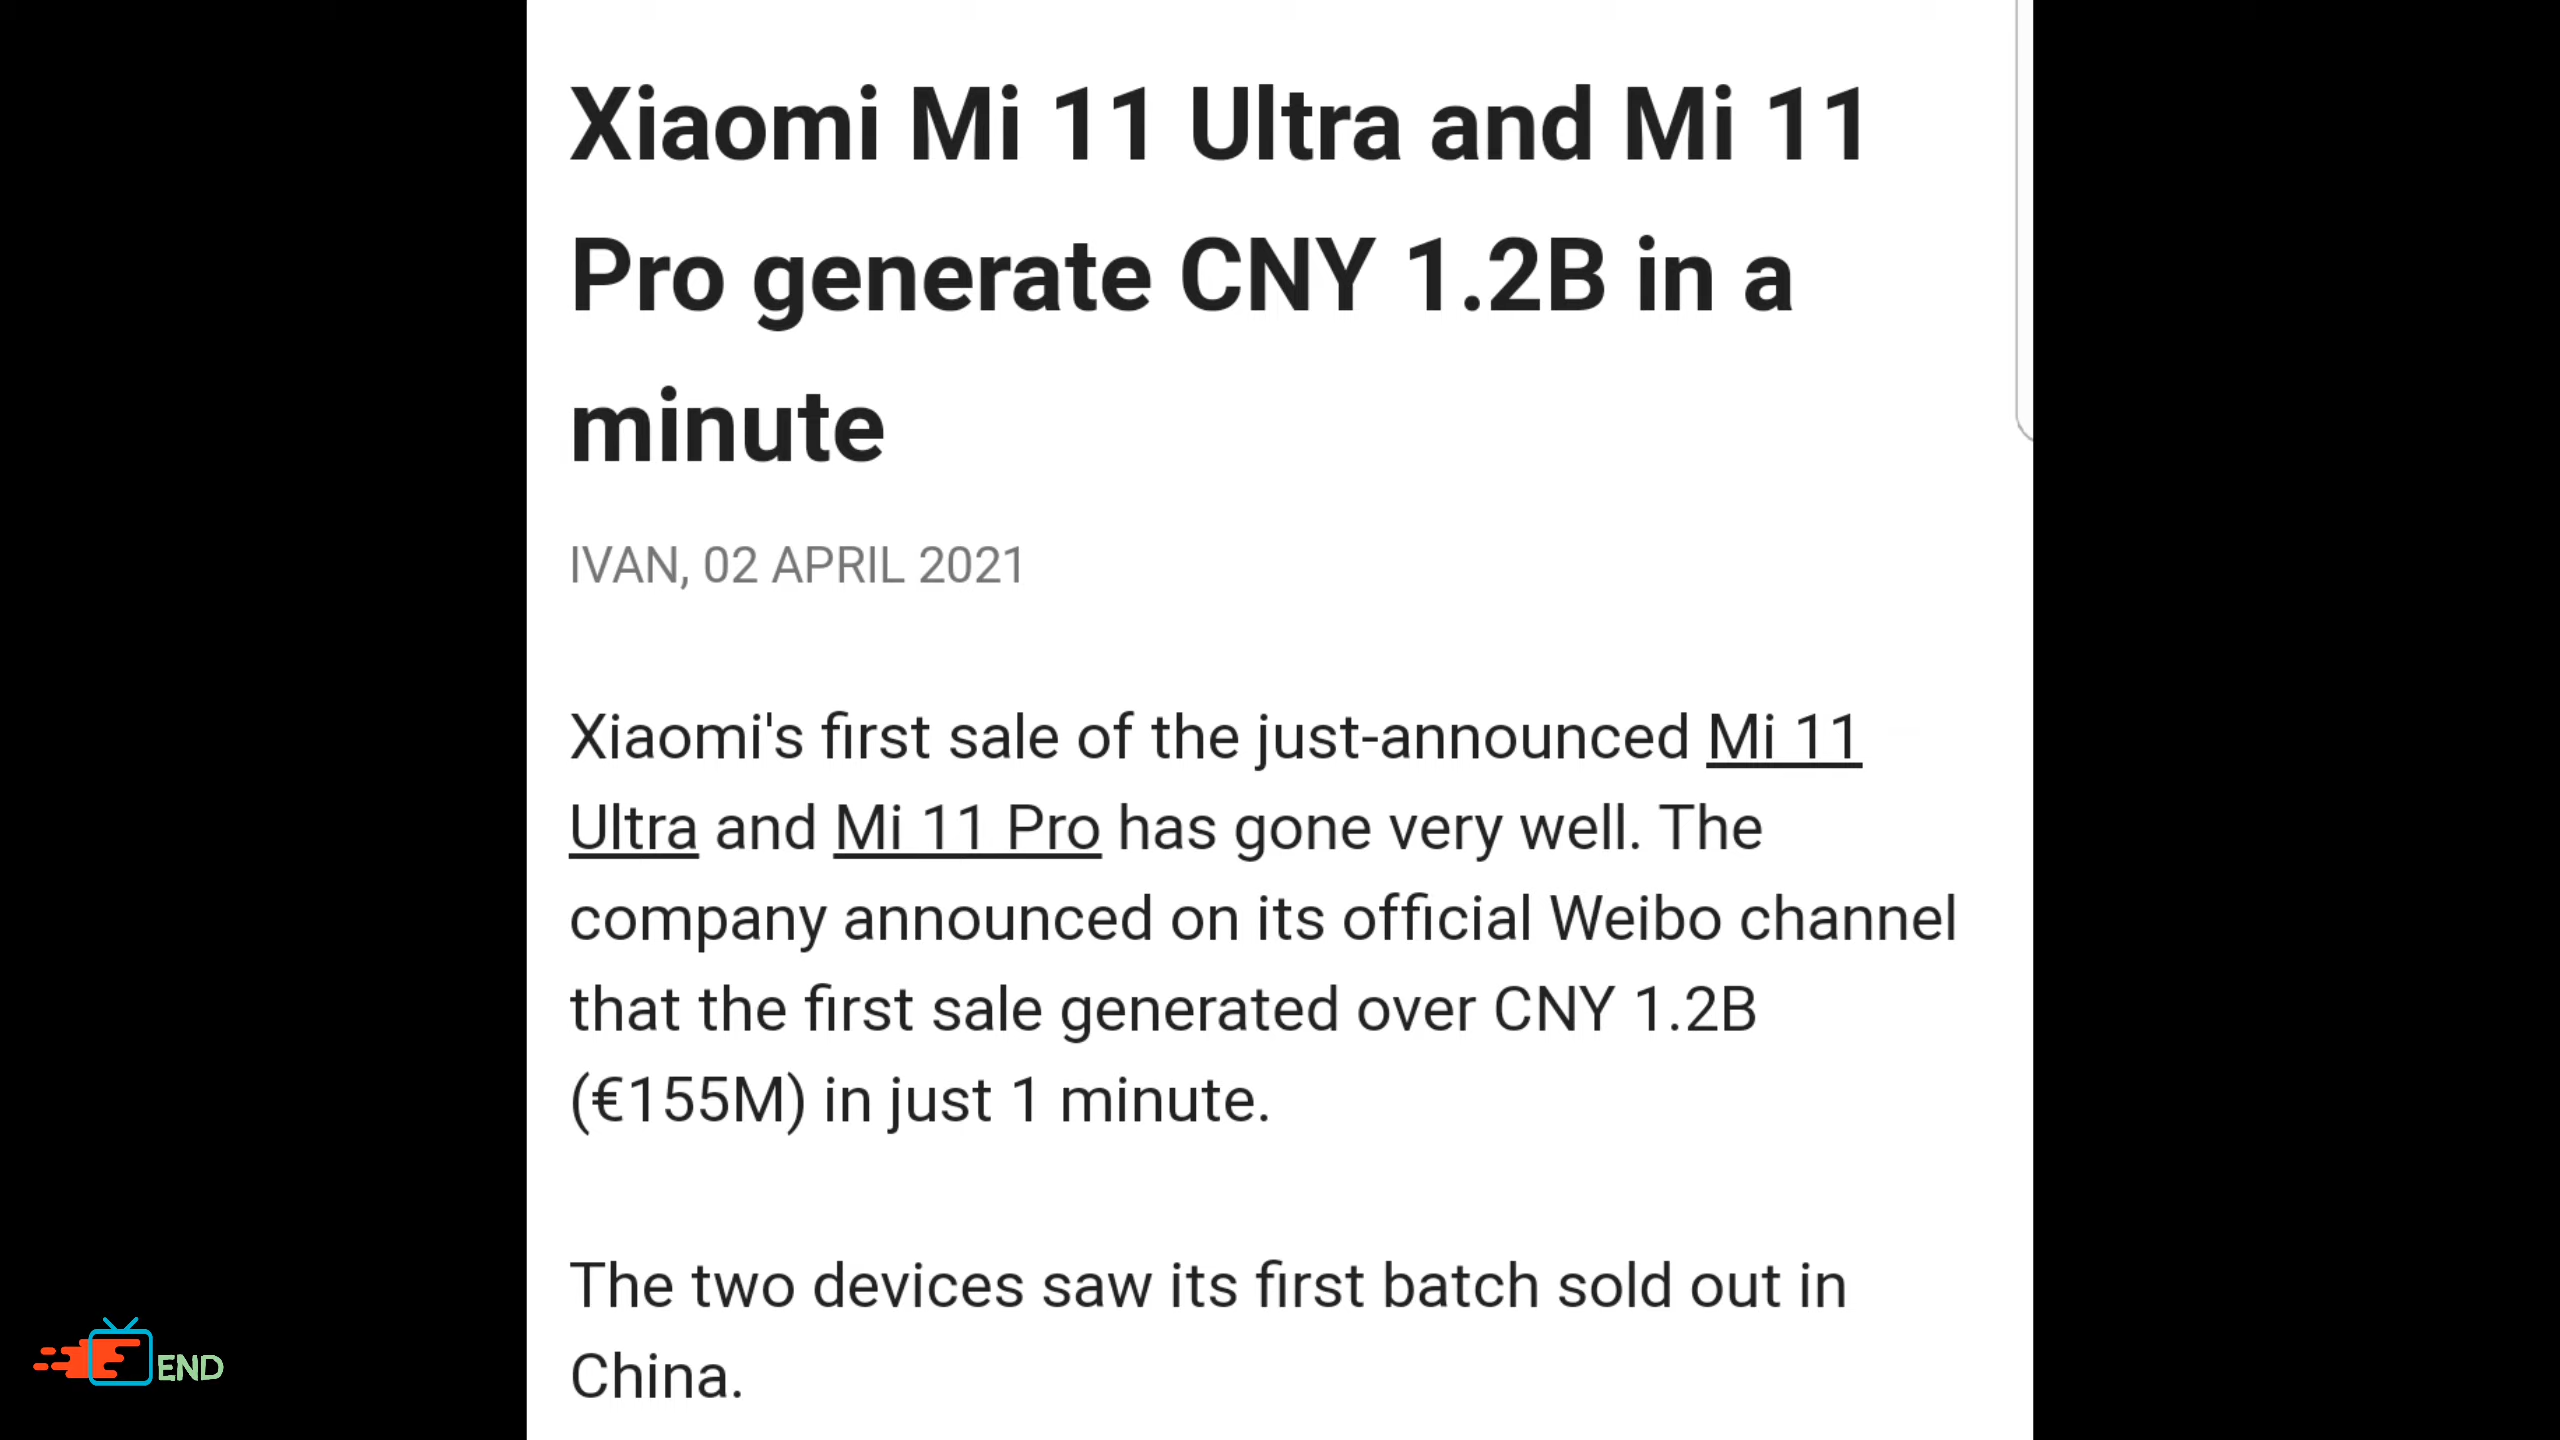 Xiaomi Mi 11 Ultra and Mi 11
Pro generate CNY 1.2B in a
minute
IVAN, 02 APRIL 2021
Xiaomi's first sale of the just-announced Mi 11
Ultra and Mi 11 Pro has gone very well. The
company announced on its official Weibo channel
that the first sale generated over CNY 1.2B
(€155M) in just 1 minute.
The two devices saw its first batch sold out in
China.
END